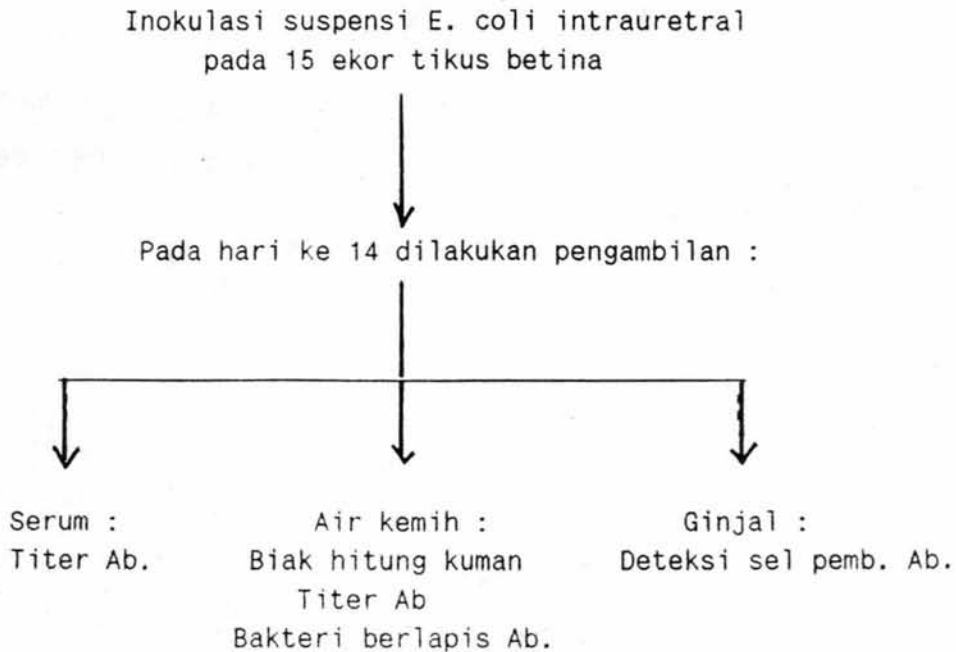 Inokulasi suspensi E. coli intrauretral
pada 15 ekor tikus betina
Pada hari ke 14 dilakukan pengambilan :
Serum :
Titer Ab.
Air kemih :
Biak hitung kuman
Titer Ab
Bakteri berlapis Ab.
Ginjal :
Deteksi sel pemb. Ab.